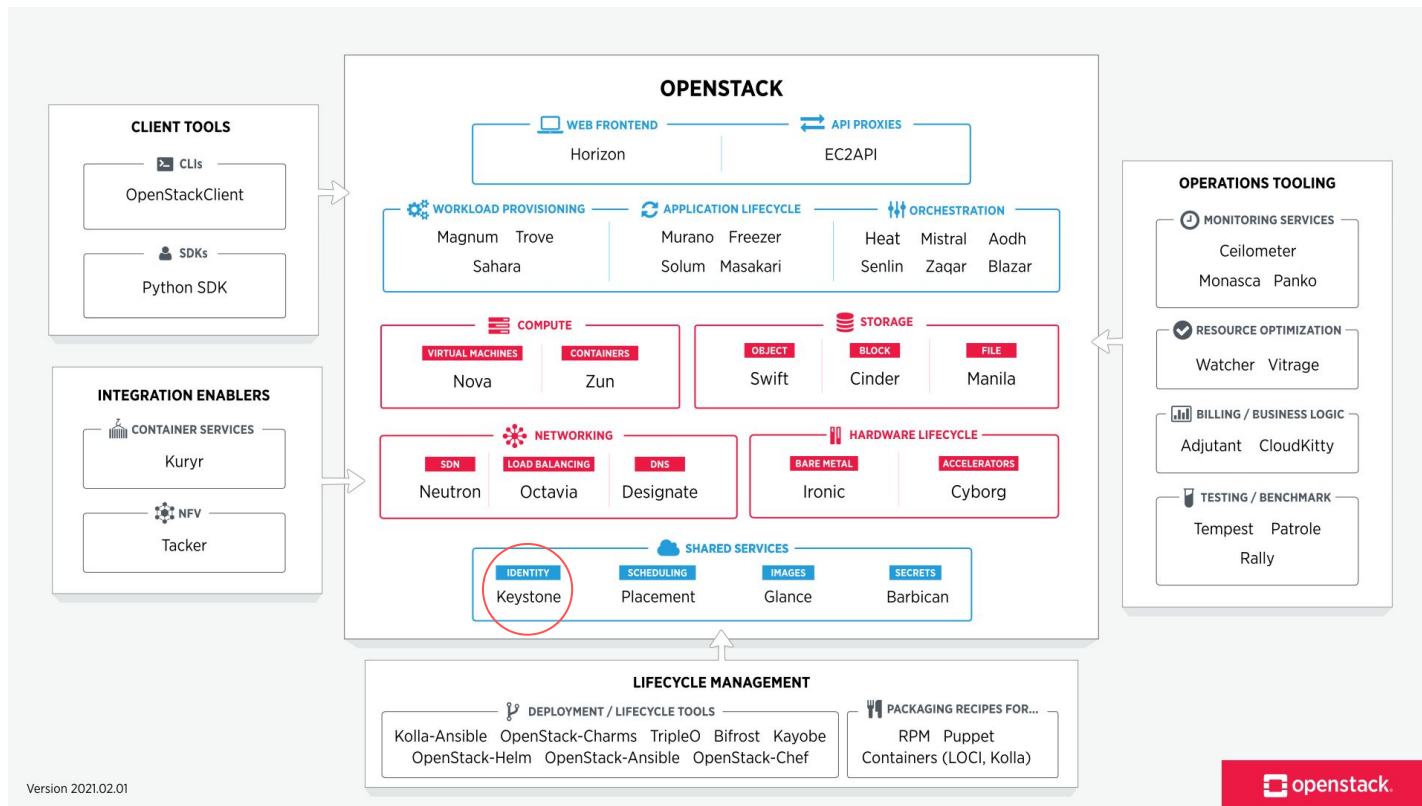 OPENSTACK
WEB FRONTEND
Horizon
API PROXIES
EC2API
WORKLOAD PROVISIONING
Magnum Trove
Sahara
APPLICATION LIFECYCLE
Murano Freezer
Solum Masakari
ORCHESTRATION
Heat Mistral Aodh
Senlin Zaqar Blazar
COMPUTE
VIRTUAL MACHINES
Nova
CONTAINERS
Zun
STORAGE
OBJECT
Swift
BLOCK
Cinder
FILE
Manila
NETWORKING
SDN
Neutron
LOAD BALANCING
Octavia
DNS
Designate
HARDWARE LIFECYCLE
BARE METAL
Ironic
ACCELERATORS
Cyborg
SHARED SERVICES
IDENTITY
Keystone
SCHEDULING
Placement
IMAGES
Glance
SECRETS
Barbican
CLIENT TOOLS
CLIs
OpenStackClient
SDKs
Python SDK
INTEGRATION ENABLERS
CONTAINER SERVICES
Kuryr
NFV
Tacker
OPERATIONS TOOLING
MONITORING SERVICES
Ceilometer
Monasca Panko
RESOURCE OPTIMIZATION
Watcher Vitrage
BILLING / BUSINESS LOGIC
Adjutant CloudKitty
TESTING / BENCHMARK
Tempest Patrole
Rally
LIFECYCLE MANAGEMENT
DEPLOYMENT / LIFECYCLE TOOLS
Kolla-Ansible OpenStack-Charms TripleO Bifrost Kayobe
OpenStack-Helm OpenStack-Ansible OpenStack-Chef
PACKAGING RECIPES FOR...
RPM Puppet
Containers (LOCI, Kolla)
Version 2021.02.01
openstack.